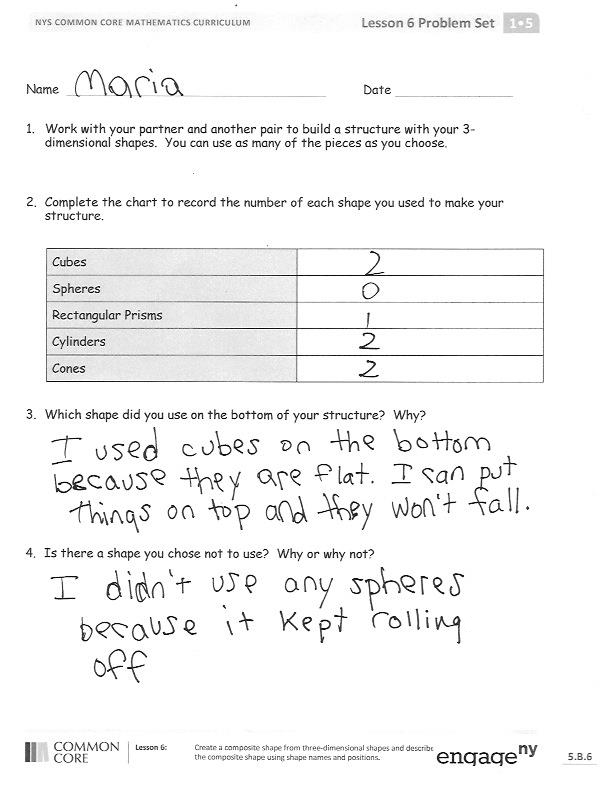 NYS COMMON CORE MATHEMATICS CURRICULUM Lesson 6 Problem Set 1•5
Name Maria Date
1. Work with your partner and another pair to build a structure with your 3-
dimensional shapes. You can use as many of the pieces as you choose.
2. Complete the chart to record the number of each shape you used to make your
structure.
Cubes 2
Spheres 0
Rectangular Prisms 1
Cylinders 2
Cones 2
3. Which shape did you use on the bottom of your structure? Why?
I used cubes on the bottom
because they are flat. I can put
things on top and they won't fall.
4. Is there a shape you chose not to use? Why or why not?
I didn't use any spheres
because it kept rolling
off
COMMON
CORE
Lesson 6:
Create a composite shape from three-dimensional shapes and describe
the composite shape using shape names and positions.
engage ny
5.B.6